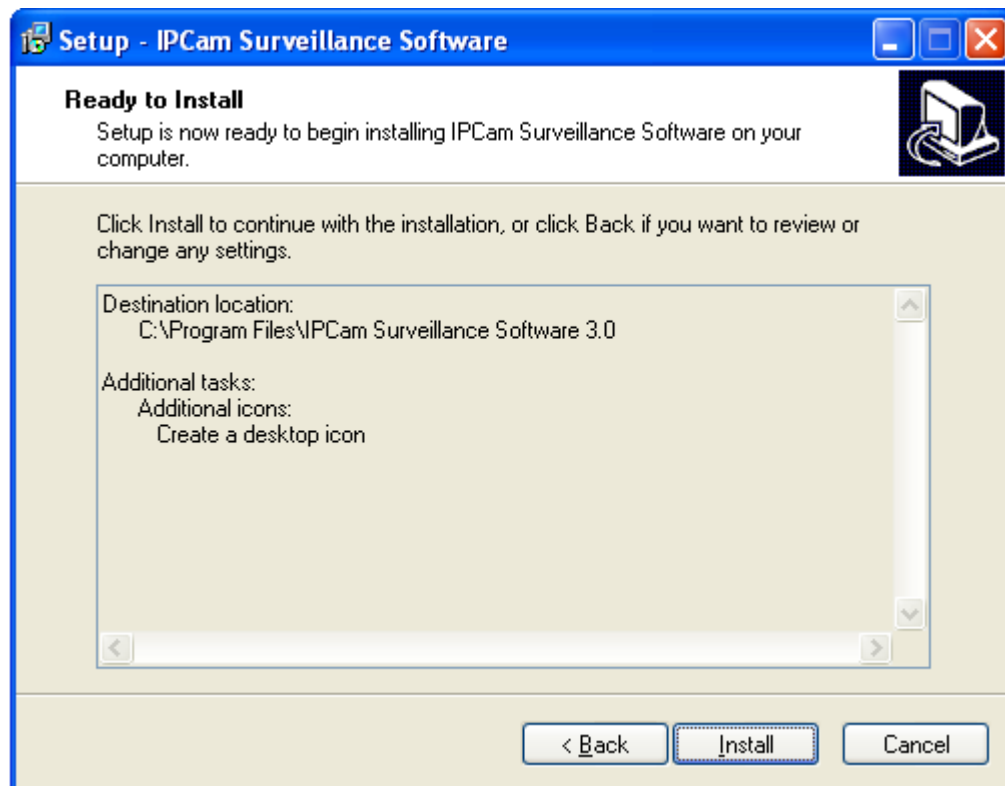 Setup - IPCam Surveillance Software
Ready to Install
Setup is now ready to begin installing IPCam Surveillance Software on your
computer.
Click Install to continue with the installation, or click Back if you want to review or
change any settings.
Destination location:
C:\Program Files\IPCam Surveillance Software 3.0
Additional tasks:
Additional icons:
Create a desktop icon
< Back
Install
Cancel